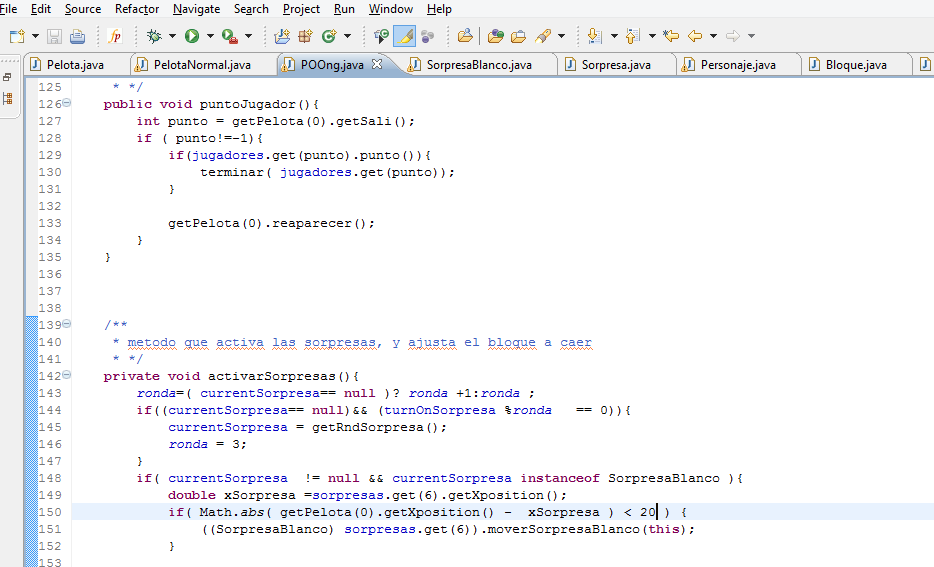 File Edit Source Refactor Navigate Search Project Run Window Help
Pelota.java PelotaNormal.java POOng.java SorpresaBlanco.java Sorpresa.java Personaje.java Bloque.java
125 * */
126 public void puntoJugador(){
127 int punto = getPelota(0).getSali();
128 if ( punto!=-1){
129 if(jugadores.get(punto).punto()){
130 terminar( jugadores.get(punto));
131 }
132
133 getPelota(0).reaparecer();
134 }
135 }
136
137
138
139 /**
140 * metodo que activa las sorpresas, y ajusta el bloque a caer
141 * */
142 private void activarSorpresas(){
143 ronda=( currentSorpresa== null )? ronda +1:ronda ;
144 if((currentSorpresa== null)&& (turnOnSorpresa %ronda == 0)){
145 currentSorpresa = getRndSorpresa();
146 ronda = 3;
147 }
148 if( currentSorpresa != null && currentSorpresa instanceof SorpresaBlanco ){
149 double xSorpresa =sorpresas.get(6).getXposition();
150 if( Math.abs( getPelota(0).getXposition() - xSorpresa ) < 20 ) {
151 ((SorpresaBlanco) sorpresas.get(6)).moverSorpresaBlanco(this);
152 }
153